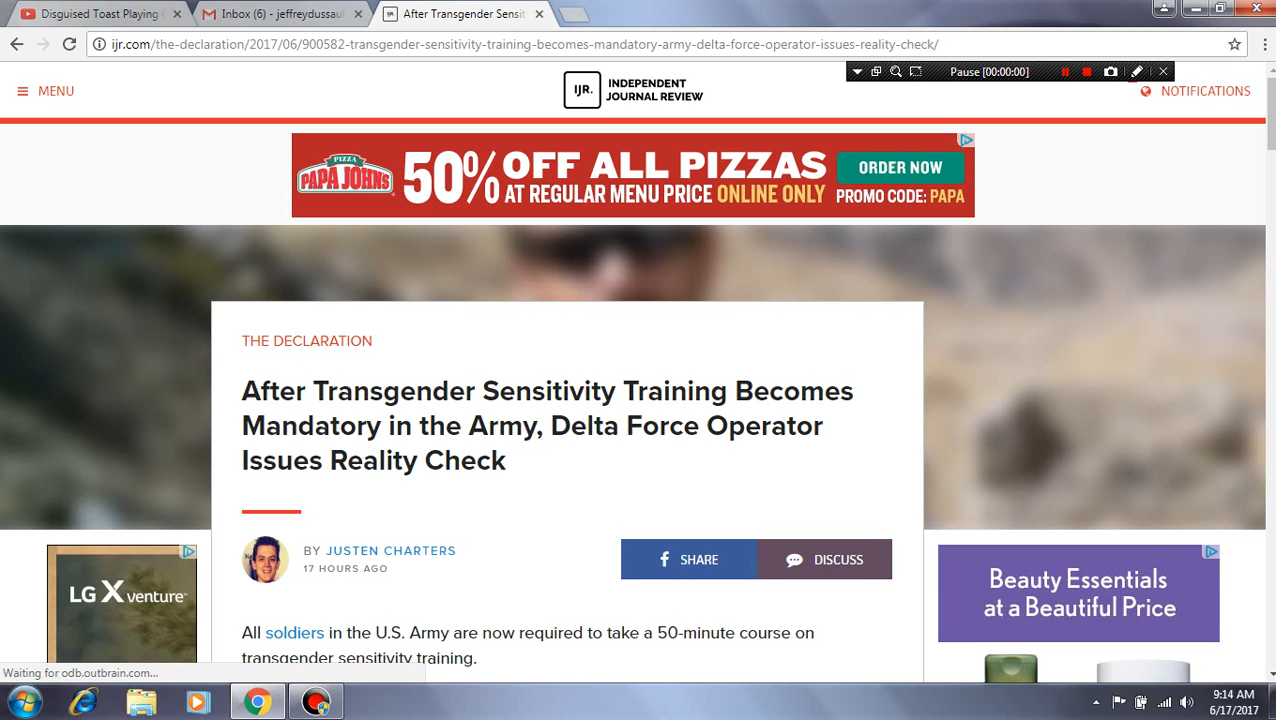 Disguised Toast Playing
Inbox (6) - jeffreydussau
After Transgender Sensit
ijr.com/the-declaration/2017/06/900582-transgender-sensitivity-training-becomes-mandatory-army-delta-force-operator-issues-reality-check/
Pause [00:00:00]
MENU
IJR.
INDEPENDENT
JOURNAL REVIEW
NOTIFICATIONS
PIZZA
PAPA JOHNS
50% OFF ALL PIZZAS
AT REGULAR MENU PRICE ONLINE ONLY
ORDER NOW
PROMO CODE: PAPA
THE DECLARATION
After Transgender Sensitivity Training Becomes
Mandatory in the Army, Delta Force Operator
Issues Reality Check
BY JUSTEN CHARTERS
17 HOURS AGO
f SHARE
DISCUSS
LG X venture™
Beauty Essentials
at a Beautiful Price
All soldiers in the U.S. Army are now required to take a 50-minute course on
transgender sensitivity training.
Waiting for odb.outbrain.com...
9:14 AM
6/17/2017